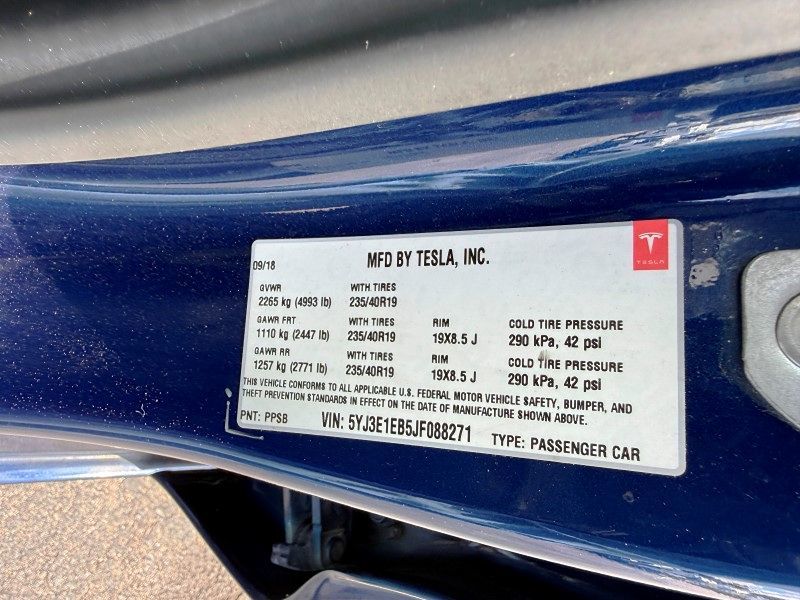 TESLA
09/18 MFD BY TESLA, INC.
GVWR WITH TIRES
2265 kg (4993 lb) 235/40R19
GAWR FRT WITH TIRES RIM COLD TIRE PRESSURE
1110 kg (2447 lb) 235/40R19 19X8.5 J 290 kPa, 42 psi
GAWR RR WITH TIRES RIM COLD TIRE PRESSURE
1257 kg (2771 lb) 235/40R19 19X8.5 J 290 kPa, 42 psi
THIS VEHICLE CONFORMS TO ALL APPLICABLE U.S. FEDERAL MOTOR VEHICLE SAFETY, BUMPER, AND
THEFT PREVENTION STANDARDS IN EFFECT ON THE DATE OF MANUFACTURE SHOWN ABOVE.
PNT: PPSB VIN: 5YJ3E1EB5JF088271 TYPE: PASSENGER CAR